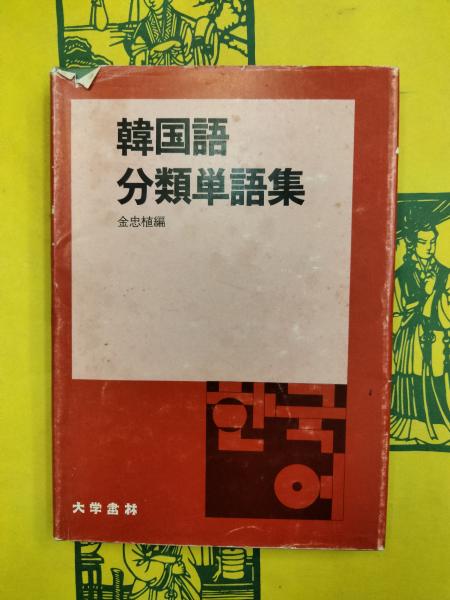 韓国語
分類単語集
金忠植編
한국어
大学書林